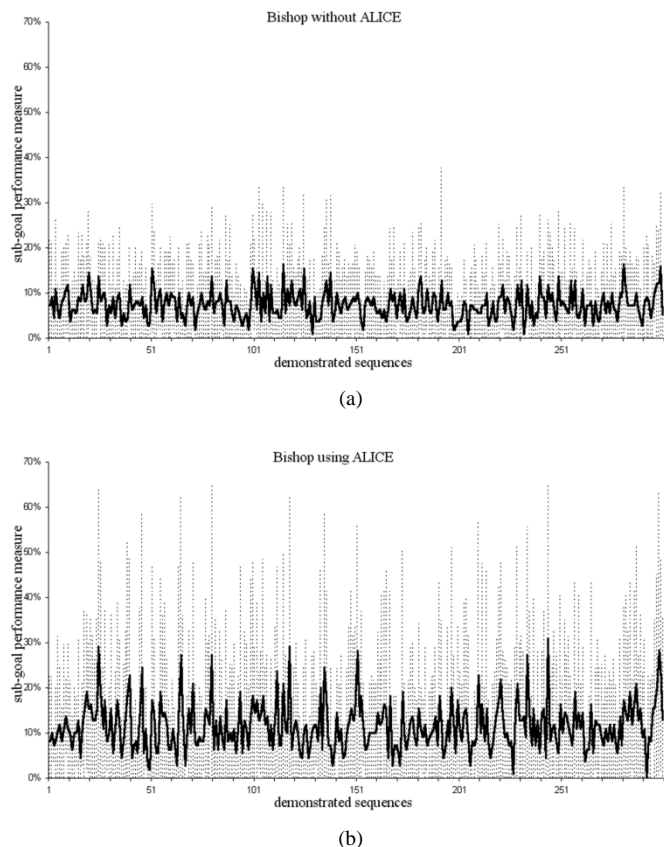 Bishop without ALICE
70%
60%
50%
40%
30%
20%
10%
0%
sub-goal performance measure
1 51 101 151 201 251
demonstrated sequences
(a)
Bishop using ALICE
70%
60%
50%
40%
30%
20%
10%
0%
sub-goal performance measure
1 51 101 151 201 251
demonstrated sequences
(b)